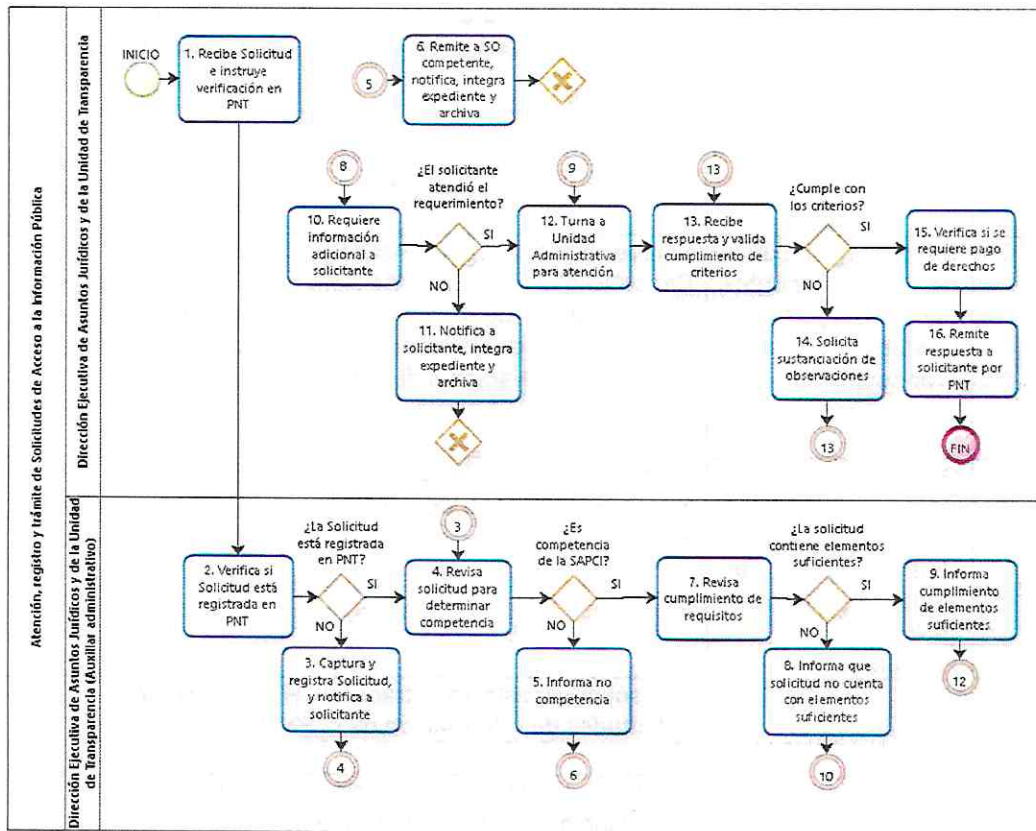 Atención, registro y trámite de Solicitudes de Acceso a la Información Pública
Dirección Ejecutiva de Asuntos Jurídicos y de la Unidad de Transparencia
INICIO
1. Recibe Solicitud
e instruye
verificación en
PNT
5
6. Remite a SO
competente,
notifica, integra
expediente y
archiva
8
10. Requiere
información
adicional a
solicitante
¿El solicitante
atendió el
requerimiento?
SI
NO
11. Notifica a
solicitante, integra
expediente y
archiva
9
12. Turna a
Unidad
Administrativa
para atención
13
13. Recibe
respuesta y valida
cumplimiento de
criterios
¿Cumple con
los criterios?
SI
NO
14. Solicita
sustanciación de
observaciones
13
15. Verifica si se
requiere pago
de derechos
16. Remite
respuesta a
solicitante por
PNT
FIN
Dirección Ejecutiva de Asuntos Jurídicos y de la Unidad
de Transparencia (Auxiliar administrativo)
2. Verifica si
Solicitud está
registrada en
PNT
¿La Solicitud
está registrada
en PNT?
SI
NO
3. Captura y
registra Solicitud,
y notifica a
solicitante
4
3
4. Revisa
solicitud para
determinar
competencia
¿Es
competencia
de la SAPCI?
SI
NO
5. Informa no
competencia
6
7. Revisa
cumplimiento de
requisitos
¿La solicitud
contiene elementos
suficientes?
SI
NO
8. Informa que
solicitud no cuenta
con elementos
suficientes
10
9. Informa
cumplimiento
de elementos
suficientes
12